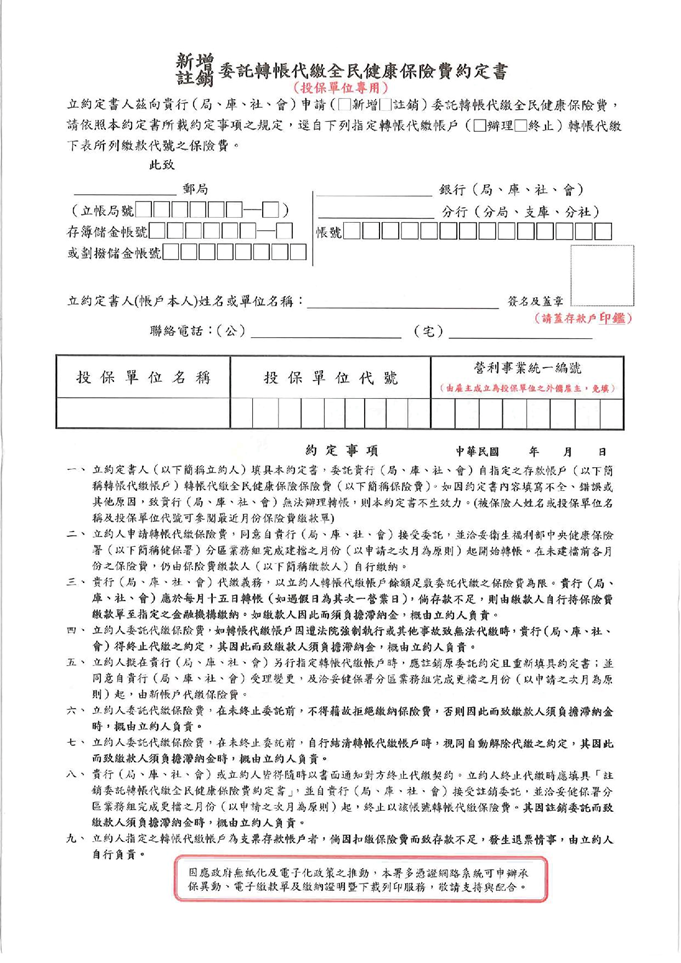 新增
註銷 委託轉帳代繳全民健康保險費約定書
(投保單位專用)
立約定書人茲向貴行（局、庫、社、會）申請（□新增□註銷）委託轉帳代繳全民健康保險費，
請依照本約定書所載約定事項之規定，逕自下列指定轉帳代繳帳戶（□辦理□終止）轉帳代繳
下表所列繳款代號之保險費。
此致
郵局
銀行（局、庫、社、會）
（立帳局號□□□□□□—□）
分行（分局、支庫、分社）
存簿儲金帳號□□□□□□—□
帳號□□□□□□□□□□□□□□
或劃撥儲金帳號□□□□□□□□
立約定書人(帳戶本人)姓名或單位名稱：
簽名及蓋章
(請蓋存款戶印鑑)
聯絡電話：(公)
(宅)
投保單位名稱
投保單位代號
營利事業統一編號
(由雇主成立為投保單位之外傭雇主，免填)
約定事項
中華民國 年 月 日
一、立約定書人（以下簡稱立約人）填具本約定書，委託貴行（局、庫、社、會）自指定之存款帳戶（以下簡
稱轉帳代繳帳戶）轉帳代繳全民健康保險保險費（以下簡稱保險費）。如因約定書內容填寫不全、錯誤或
其他原因，致貴行（局、庫、社、會）無法辦理轉帳，則本約定書不生效力。(被保險人姓名或投保單位名
稱及投保單位代號可參閱最近月份保險費繳款單)
二、立約人申請轉帳代繳保險費，同意自貴行（局、庫、社、會）接受委託，並洽妥衛生福利部中央健康保險
署（以下簡稱健保署）分區業務組完成建檔之月份（以申請之次月為原則）起開始轉帳。在未建檔前各月
份之保險費，仍由保險費繳款人（以下簡稱繳款人）自行繳納。
三、貴行（局、庫、社、會）代繳義務，以立約人轉帳代繳帳戶餘額足敷委託代繳之保險費為限。貴行（局、
庫、社、會）應於每月十五日轉帳（如遇假日為其次一營業日），倘存款不足，則由繳款人自行持保險費
繳款單至指定之金融機構繳納。如繳款人因此而須負擔滯納金，概由立約人負責。
四、立約人委託代繳保險費，如轉帳代繳帳戶因遭法院強制執行或其他事故致無法代繳時，貴行（局、庫、社、
會）得終止代繳之約定，其因此而致繳款人須負擔滯納金，概由立約人負責。
五、立約人擬在貴行（局、庫、社、會）另行指定轉帳代繳帳戶時，應註銷原委託約定且重新填具約定書；並
同意自貴行（局、庫、社、會）受理變更，及洽妥健保署分區業務組完成更檔之月份（以申請之次月為原
則）起，由新帳戶代繳保險費。
六、立約人委託代繳保險費，在未終止委託前，不得藉故拒絕繳納保險費，否則因此而致繳款人須負擔滯納金
時，概由立約人負責。
七、立約人委託代繳保險費，在未終止委託前，自行結清轉帳代繳帳戶時，視同自動解除代繳之約定，其因此
而致繳款人須負擔滯納金時，概由立約人負責。
八、貴行（局、庫、社、會）或立約人皆得隨時以書面通知對方終止代繳契約。立約人終止代繳時應填具「註
銷委託轉帳代繳全民健康保險費約定書」，並自貴行（局、庫、社、會）接受註銷委託，並洽妥健保署分
區業務組完成更檔之月份（以申請之次月為原則）起，終止以該帳號轉帳代繳保險費。其因註銷委託而致
繳款人須負擔滯納金時，概由立約人負責。
九、立約人指定之轉帳代繳帳戶為支票存款帳戶者，倘因扣繳保險費而致存款不足，發生退票情事，由立約人
自行負責。
因應政府無紙化及電子化政策之推動，本署多憑證網路系統可申辦承
保異動、電子繳款單及繳納證明暨下載列印服務，敬請支持與配合。